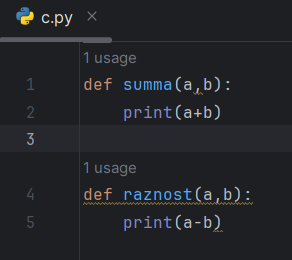 c.py
1 usage
1 def summa(a,b):
2     print(a+b)
3
1 usage
4 def raznost(a,b):
5     print(a-b)